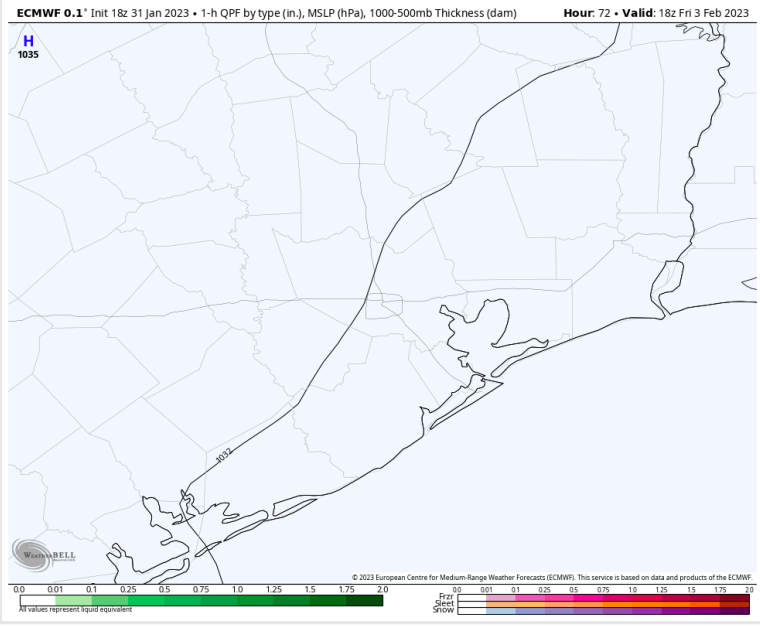 ECMWF 0.1° Init 18z 31 Jan 2023 • 1-h QPF by type (in.), MSLP (hPa), 1000-500mb Thickness (dam) Hour: 72 • Valid: 18z Fri 3 Feb 2023
H
1035
1032
WEATHERBELL
© 2023 European Centre for Medium-Range Weather Forecasts (ECMWF). This service is based on data and products of the ECMWF.
0.0 0.01 0.1 0.25 0.5 0.75 1.0 1.25 1.5 1.75 2.0
0.0 0.01 0.1 0.25 0.5 0.75 1.0 1.25 1.5 1.75 2.0
Frzr
Sleet
Snow
All values represent liquid equivalent